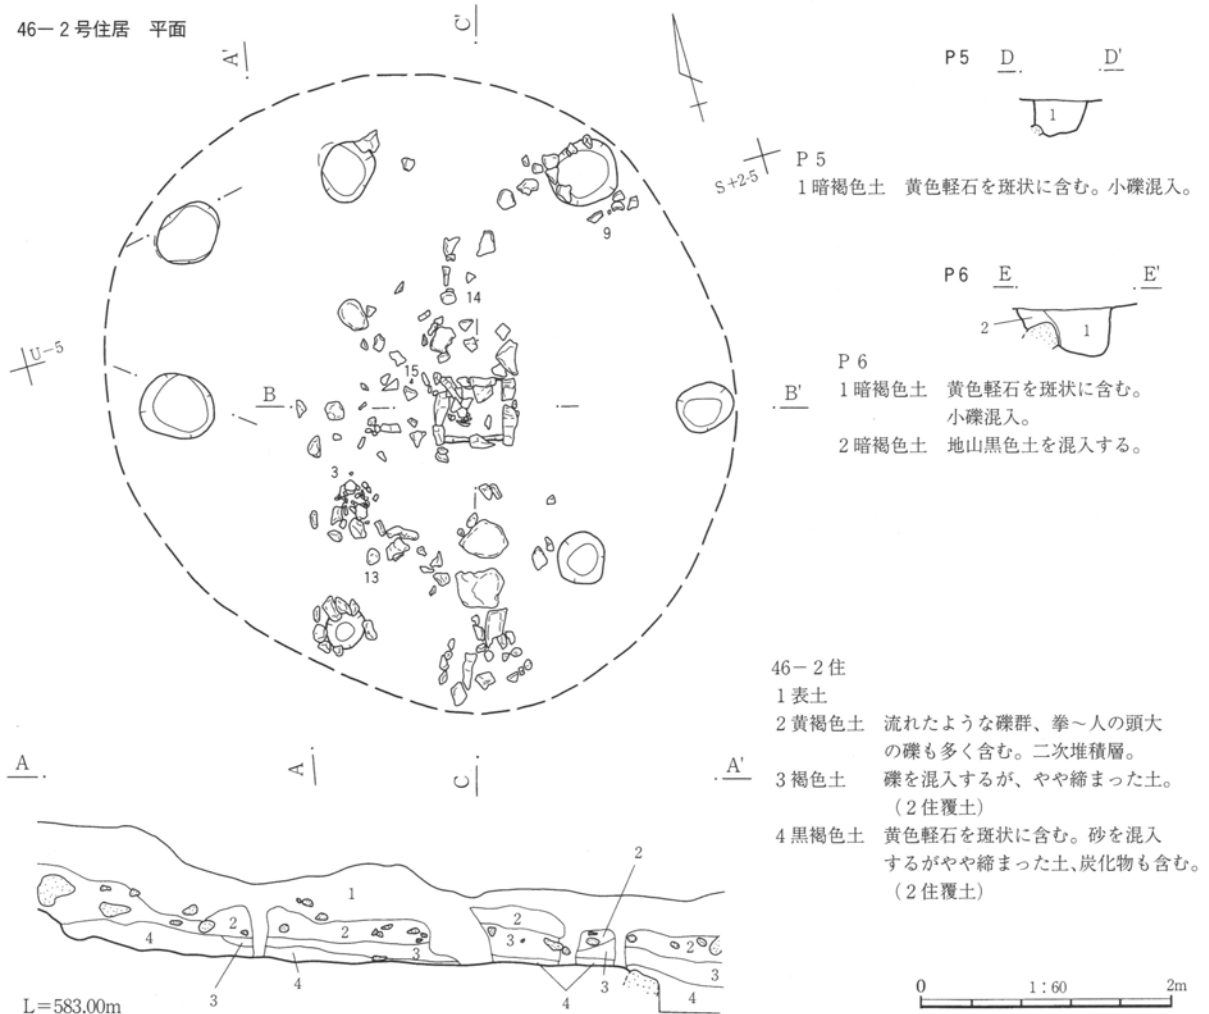 46－2号住居　平面
A'
C'
P5　D　D'
1
P 5
1暗褐色土　黄色軽石を斑状に含む。小礫混入。
S+2-5
9
14
P6　E　E'
2
1
U-5
15
B
B'
P 6
1暗褐色土　黄色軽石を斑状に含む。
小礫混入。
2暗褐色土　地山黒色土を混入する。
3
13
46－2住
1表土
2黄褐色土　流れたような礫群、拳～人の頭大
の礫も多く含む。二次堆積層。
3褐色土　礫を混入するが、やや締まった土。
（2住覆土）
4黒褐色土　黄色軽石を斑状に含む。砂を混入
するがやや締まった土、炭化物も含む。
（2住覆土）
A
A
C
A'
1
2
2
2
2
2
3
3
3
4
3
4
3
4
4
L＝583.00m
0　1:60　2m